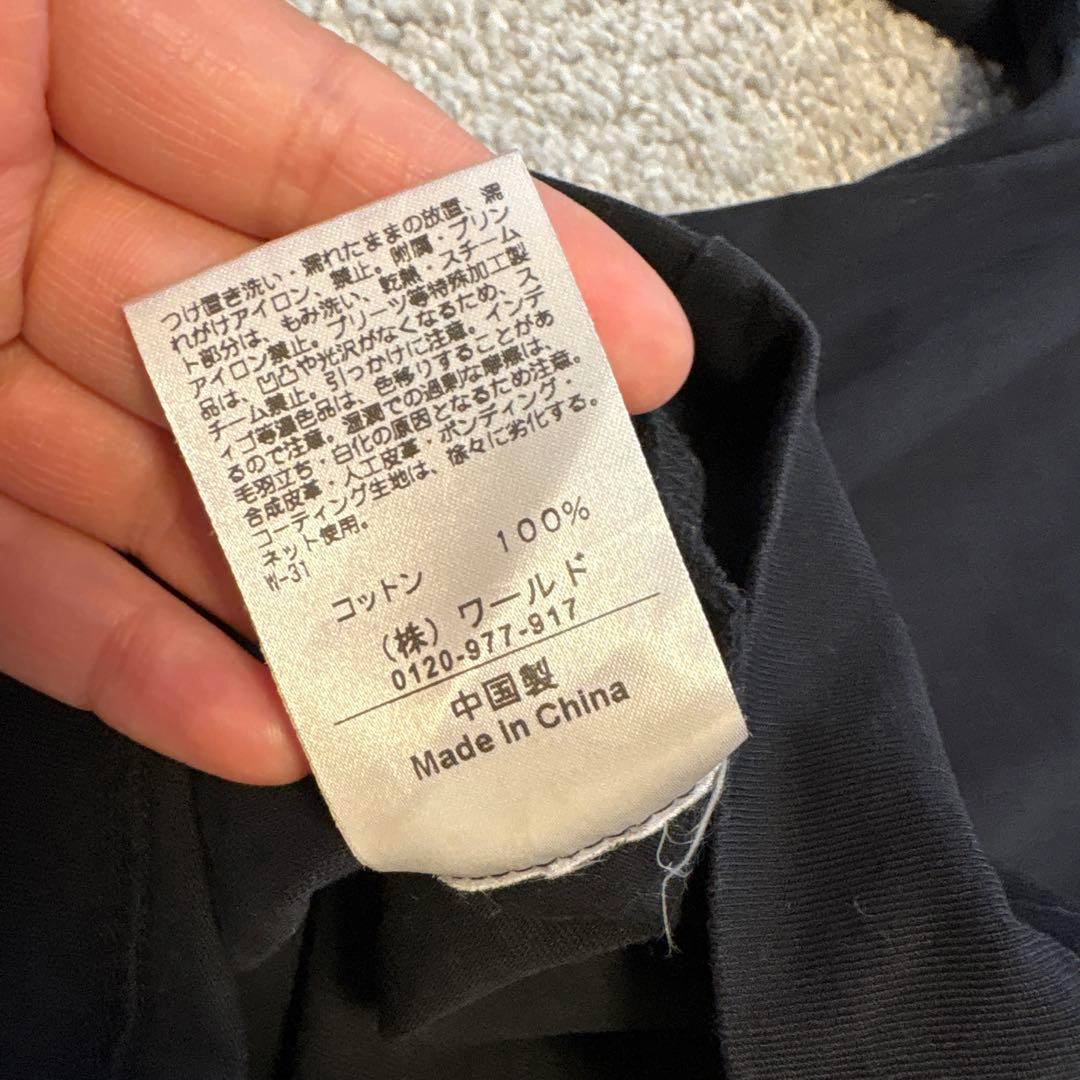 つけ置き洗い・濡れたままの放置、濡
れがけアイロン、禁止。附属・プリン
ト部分は、もみ洗い、乾熱・スチーム
アイロン禁止。プリーツ等特殊加工製
品は、凹凸や光沢がなくなるため、ス
チーム禁止。引っかけに注意。インデ
ィゴ等濃色品は、色移りすることがあ
るので注意。湿潤での過剰な摩擦は、
毛羽立ち・白化の原因となるため注意。
合成皮革・人工皮革・ボンディング・
コーティング生地は、徐々に劣化する。
ネット使用。
W-31
コットン 100%
(株) ワールド
0120-977-917
中国製
Made in China